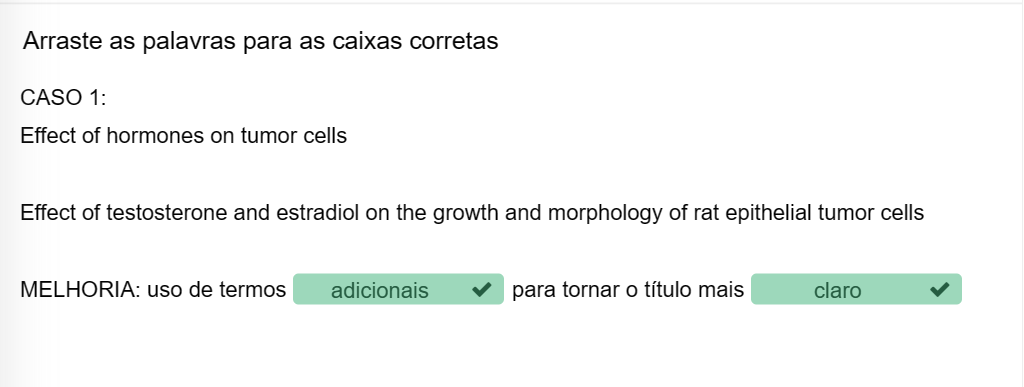 Arraste as palavras para as caixas corretas
CASO 1:
Effect of hormones on tumor cells
Effect of testosterone and estradiol on the growth and morphology of rat epithelial tumor cells
MELHORIA: uso de termos adicionais para tornar o título mais claro